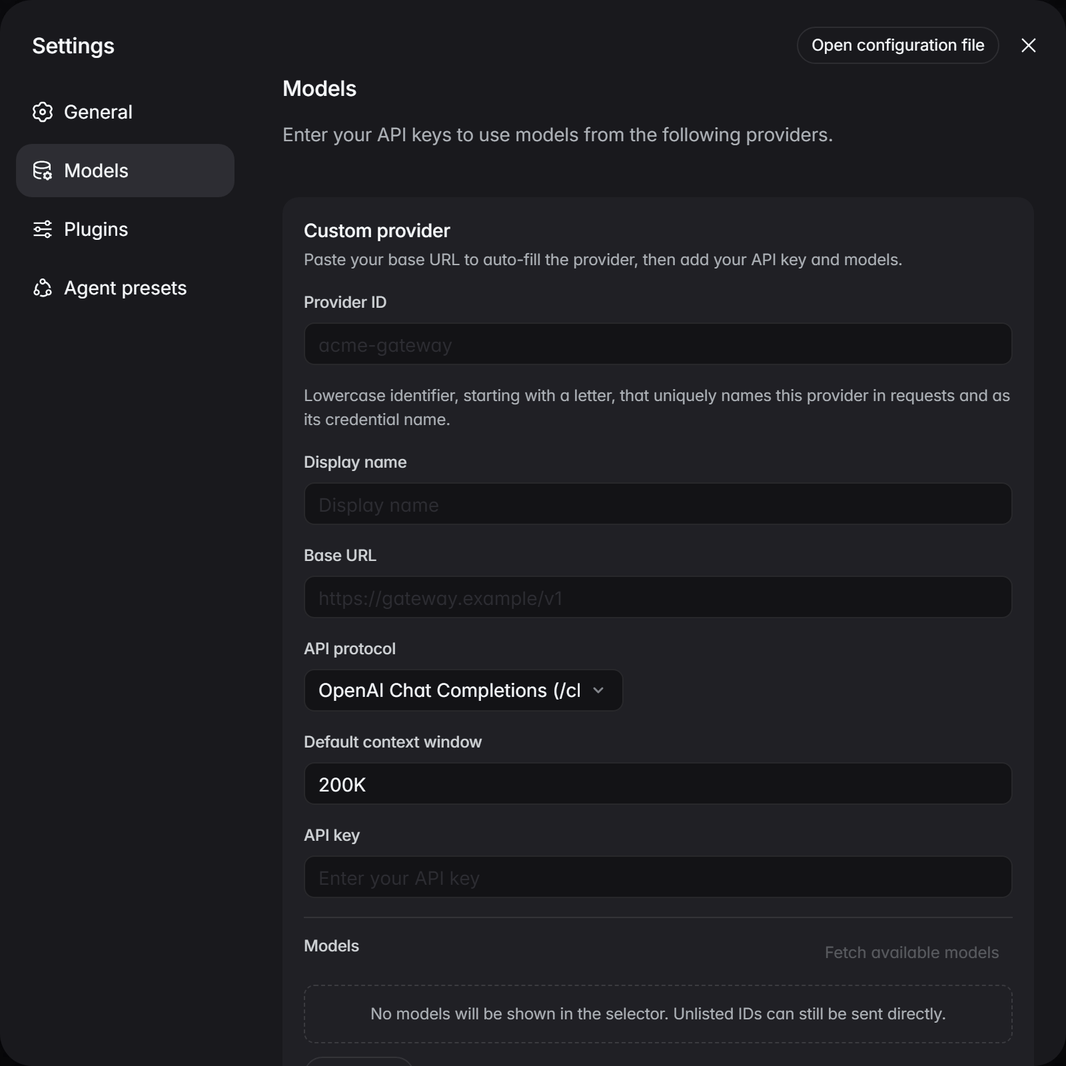 Settings
Open configuration file
General
Models
Plugins
Agent presets
Models
Enter your API keys to use models from the following providers.
Custom provider
Paste your base URL to auto-fill the provider, then add your API key and models.
Provider ID
acme-gateway
Lowercase identifier, starting with a letter, that uniquely names this provider in requests and as
its credential name.
Display name
Display name
Base URL
https://gateway.example/v1
API protocol
OpenAI Chat Completions (/cl
Default context window
200K
API key
Enter your API key
Models
Fetch available models
No models will be shown in the selector. Unlisted IDs can still be sent directly.